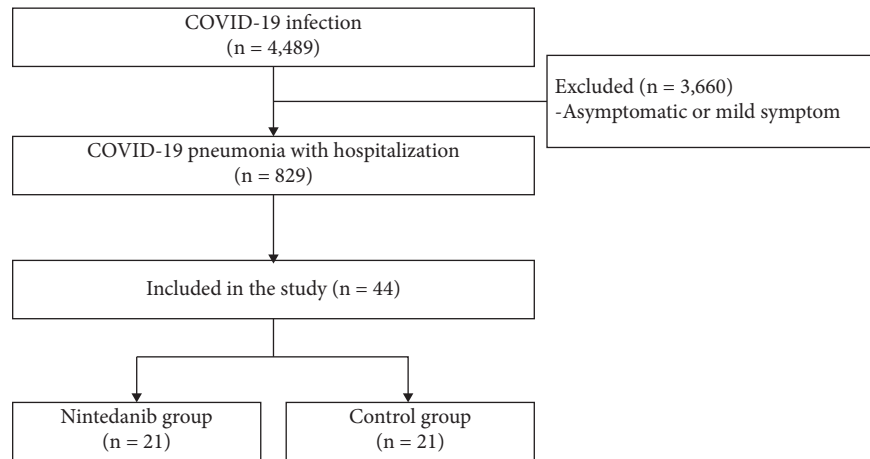 COVID-19 infection
(n = 4,489)
Excluded (n = 3,660)
-Asymptomatic or mild symptom
COVID-19 pneumonia with hospitalization
(n = 829)
Included in the study (n = 44)
Nintedanib group
(n = 21)
Control group
(n = 21)